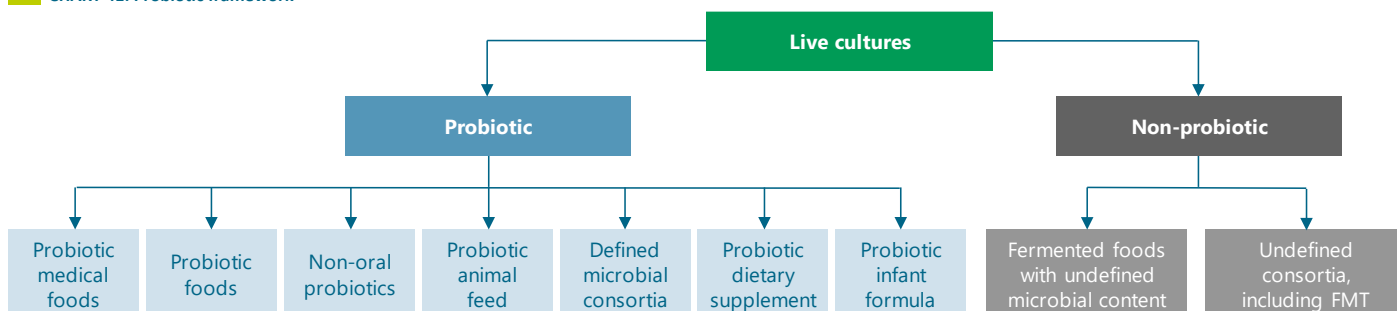 Live cultures
Probiotic
Non-probiotic
Probiotic
medical
foods
Probiotic
foods
Non-oral
probiotics
Probiotic
animal
feed
Defined
microbial
consortia
Probiotic
dietary
supplement
Probiotic
infant
formula
Fermented foods
with undefined
microbial content
Undefined
consortia,
including FMT